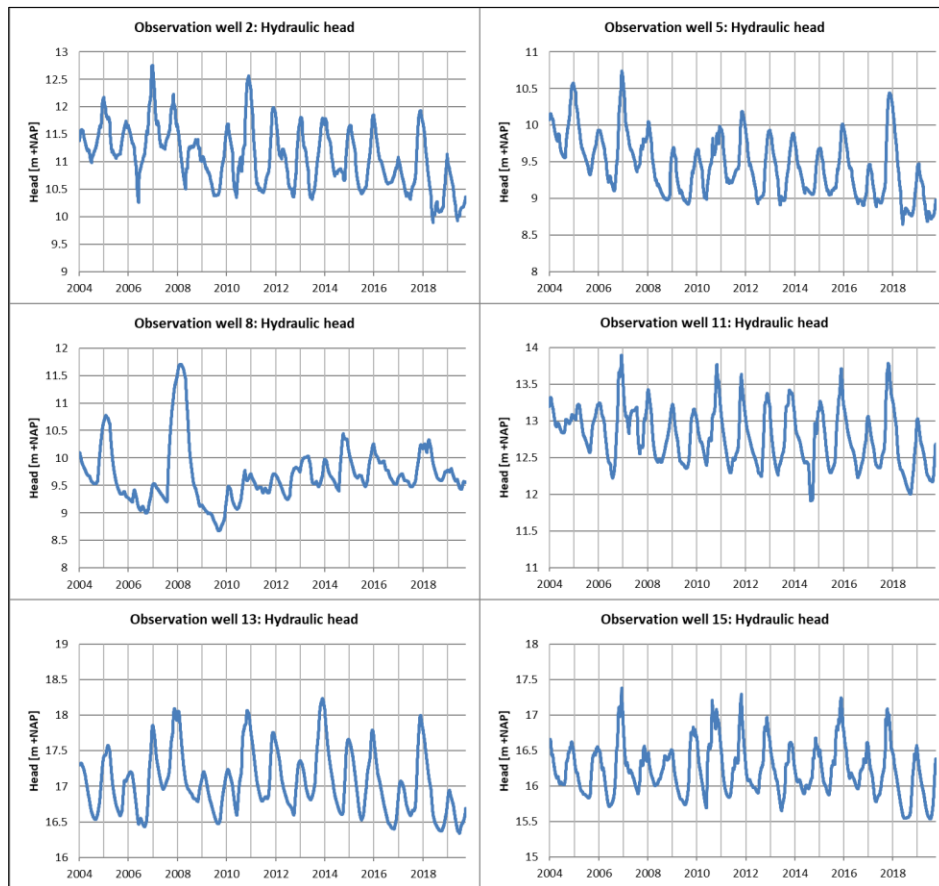 Observation well 2: Hydraulic head
Head [m +NAP]
13
12.5
12
11.5
11
10.5
10
9.5
9
2004 2006 2008 2010 2012 2014 2016 2018
Observation well 5: Hydraulic head
Head [m +NAP]
11
10.5
10
9.5
9
8.5
8
2004 2006 2008 2010 2012 2014 2016 2018
Observation well 8: Hydraulic head
Head [m +NAP]
12
11.5
11
10.5
10
9.5
9
8.5
8
2004 2006 2008 2010 2012 2014 2016 2018
Observation well 11: Hydraulic head
Head [m +NAP]
14
13.5
13
12.5
12
11.5
11
2004 2006 2008 2010 2012 2014 2016 2018
Observation well 13: Hydraulic head
Head [m +NAP]
19
18.5
18
17.5
17
16.5
16
2004 2006 2008 2010 2012 2014 2016 2018
Observation well 15: Hydraulic head
Head [m +NAP]
18
17.5
17
16.5
16
15.5
15
2004 2006 2008 2010 2012 2014 2016 2018